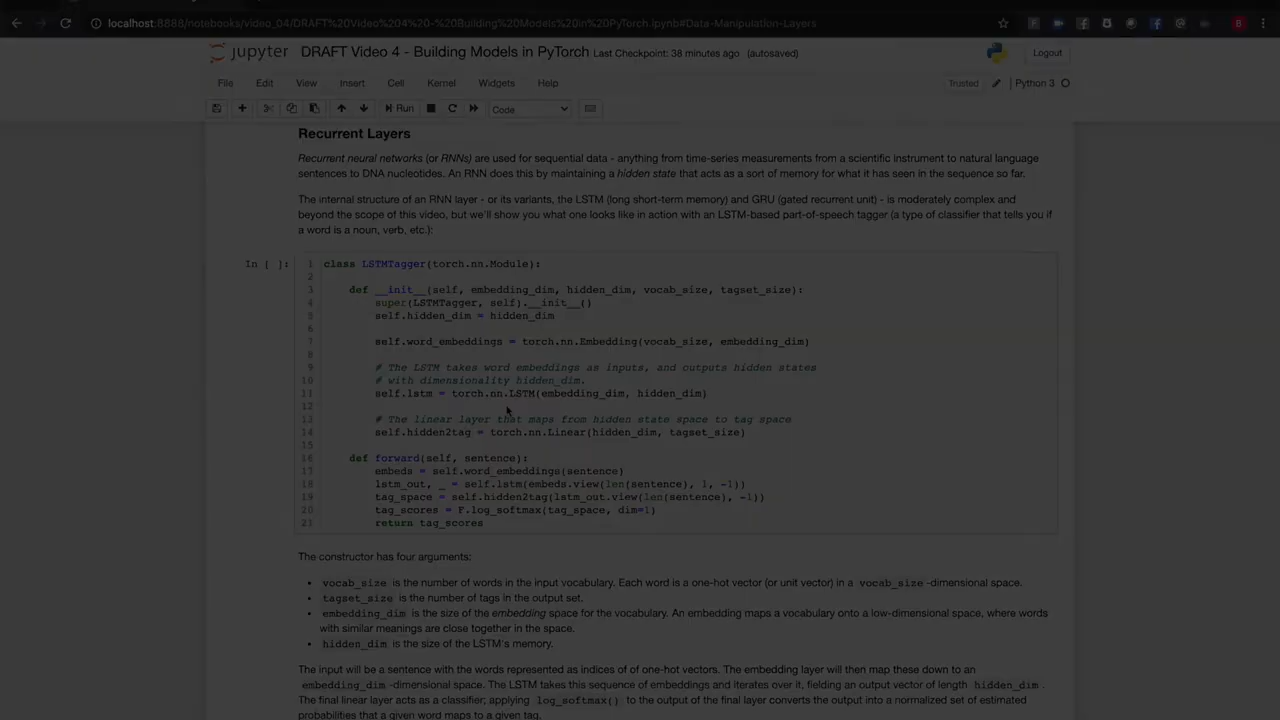 localhost:8888/notebooks/video_04/DRAFT%20Video%204%20-%20Building%20Models%20in%20PyTorch.ipynb#Data-Manipulation-Layers
B
jupyter DRAFT Video 4 - Building Models in PyTorch Last Checkpoint: 38 minutes ago (autosaved)
Logout
File Edit View Insert Cell Kernel Widgets Help
Trusted Python 3
Run Code
Recurrent Layers
Recurrent neural networks (or RNNs) are used for sequential data - anything from time-series measurements from a scientific instrument to natural language
sentences to DNA nucleotides. An RNN does this by maintaining a hidden state that acts as a sort of memory for what it has seen in the sequence so far.
The internal structure of an RNN layer - or its variants, the LSTM (long short-term memory) and GRU (gated recurrent unit) - is moderately complex and
beyond the scope of this video, but we'll show you what one looks like in action with an LSTM-based part-of-speech tagger (a type of classifier that tells you if
a word is a noun, verb, etc.):
In [ ]:
1 class LSTMTagger(torch.nn.Module):
2
3 def __init__(self, embedding_dim, hidden_dim, vocab_size, tagset_size):
4 super(LSTMTagger, self).__init__()
5 self.hidden_dim = hidden_dim
6
7 self.word_embeddings = torch.nn.Embedding(vocab_size, embedding_dim)
8
9 # The LSTM takes word embeddings as inputs, and outputs hidden states
10 # with dimensionality hidden_dim.
11 self.lstm = torch.nn.LSTM(embedding_dim, hidden_dim)
12
13 # The linear layer that maps from hidden state space to tag space
14 self.hidden2tag = torch.nn.Linear(hidden_dim, tagset_size)
15
16 def forward(self, sentence):
17 embeds = self.word_embeddings(sentence)
18 lstm_out, _ = self.lstm(embeds.view(len(sentence), 1, -1))
19 tag_space = self.hidden2tag(lstm_out.view(len(sentence), -1))
20 tag_scores = F.log_softmax(tag_space, dim=1)
21 return tag_scores
The constructor has four arguments:
• vocab_size is the number of words in the input vocabulary. Each word is a one-hot vector (or unit vector) in a vocab_size -dimensional space.
• tagset_size is the number of tags in the output set.
• embedding_dim is the size of the embedding space for the vocabulary. An embedding maps a vocabulary onto a low-dimensional space, where words
with similar meanings are close together in the space.
• hidden_dim is the size of the LSTM's memory.
The input will be a sentence with the words represented as indices of of one-hot vectors. The embedding layer will then map these down to an
embedding_dim -dimensional space. The LSTM takes this sequence of embeddings and iterates over it, fielding an output vector of length hidden_dim .
The final linear layer acts as a classifier; applying log_softmax() to the output of the final layer converts the output into a normalized set of estimated
probabilities that a given word maps to a given tag.